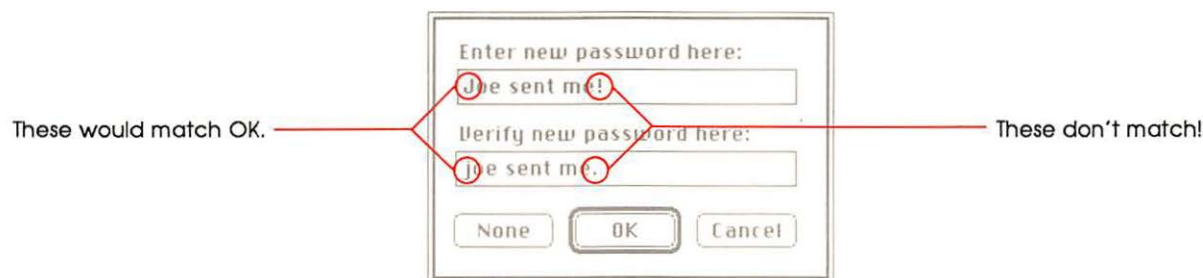 Enter new password here:
Joe sent me!
These would match OK.
Verify new password here:
These don't match!
joe sent me.
None
OK
Cancel